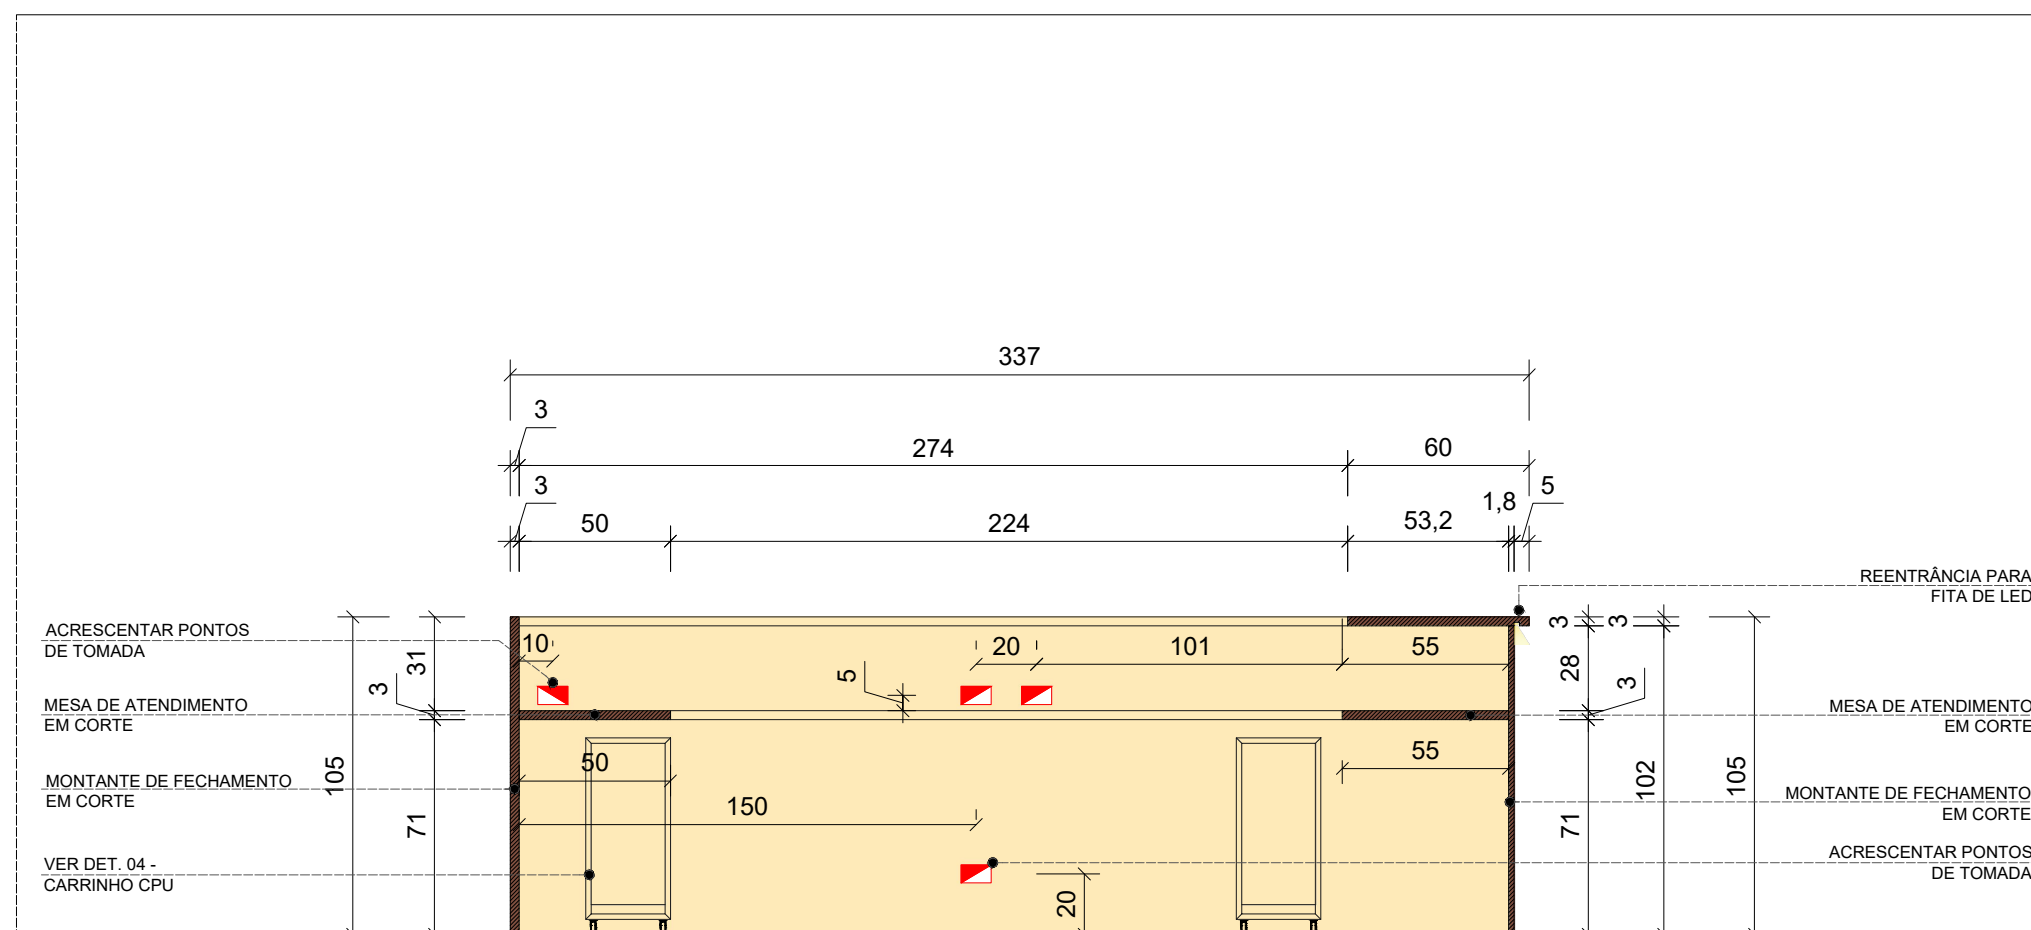 337
3
274
60
3
50
224
53,2
1,8
5
REENTRÂNCIA PARA
FITA DE LED
ACRESCENTAR PONTOS
DE TOMADA
10
20
101
55
3
3
31
28
5
3
3
MESA DE ATENDIMENTO
EM CORTE
MESA DE ATENDIMENTO
EM CORTE
50
55
105
102
105
MONTANTE DE FECHAMENTO
EM CORTE
MONTANTE DE FECHAMENTO
EM CORTE
150
71
71
VER DET. 04 -
CARRINHO CPU
ACRESCENTAR PONTOS
DE TOMADA
20